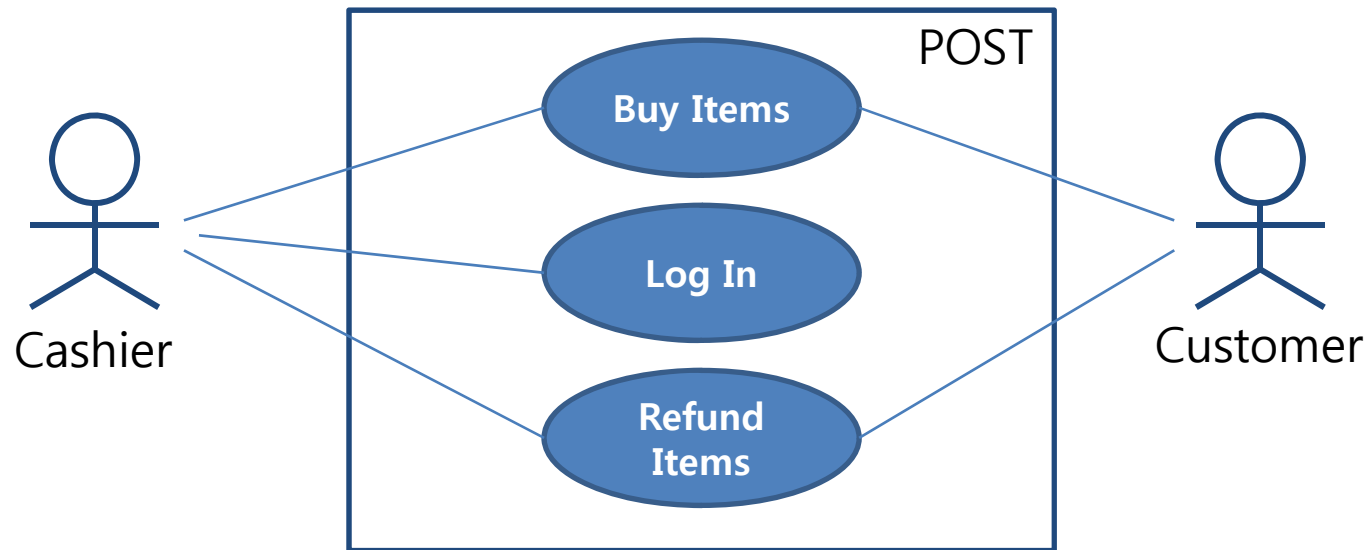 POST
Buy Items
Log In
Cashier
Customer
Refund
Items